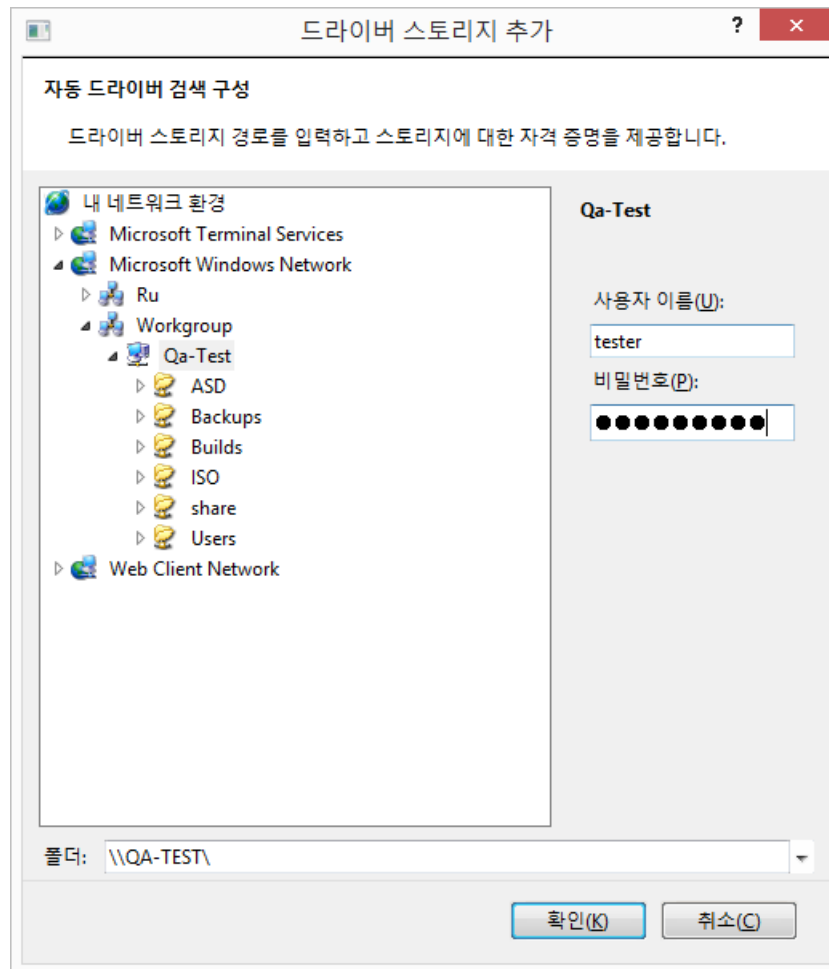 드라이버 스토리지 추가
?
자동 드라이버 검색 구성
드라이버 스토리지 경로를 입력하고 스토리지에 대한 자격 증명을 제공합니다.
내 네트워크 환경
Microsoft Terminal Services
Microsoft Windows Network
Ru
Workgroup
Qa-Test
ASD
Backups
Builds
ISO
share
Users
Web Client Network
Qa-Test
사용자 이름(U):
tester
비밀번호(P):
●●●●●●●●●
폴더: \\QA-TEST\
확인(K) 취소(C)